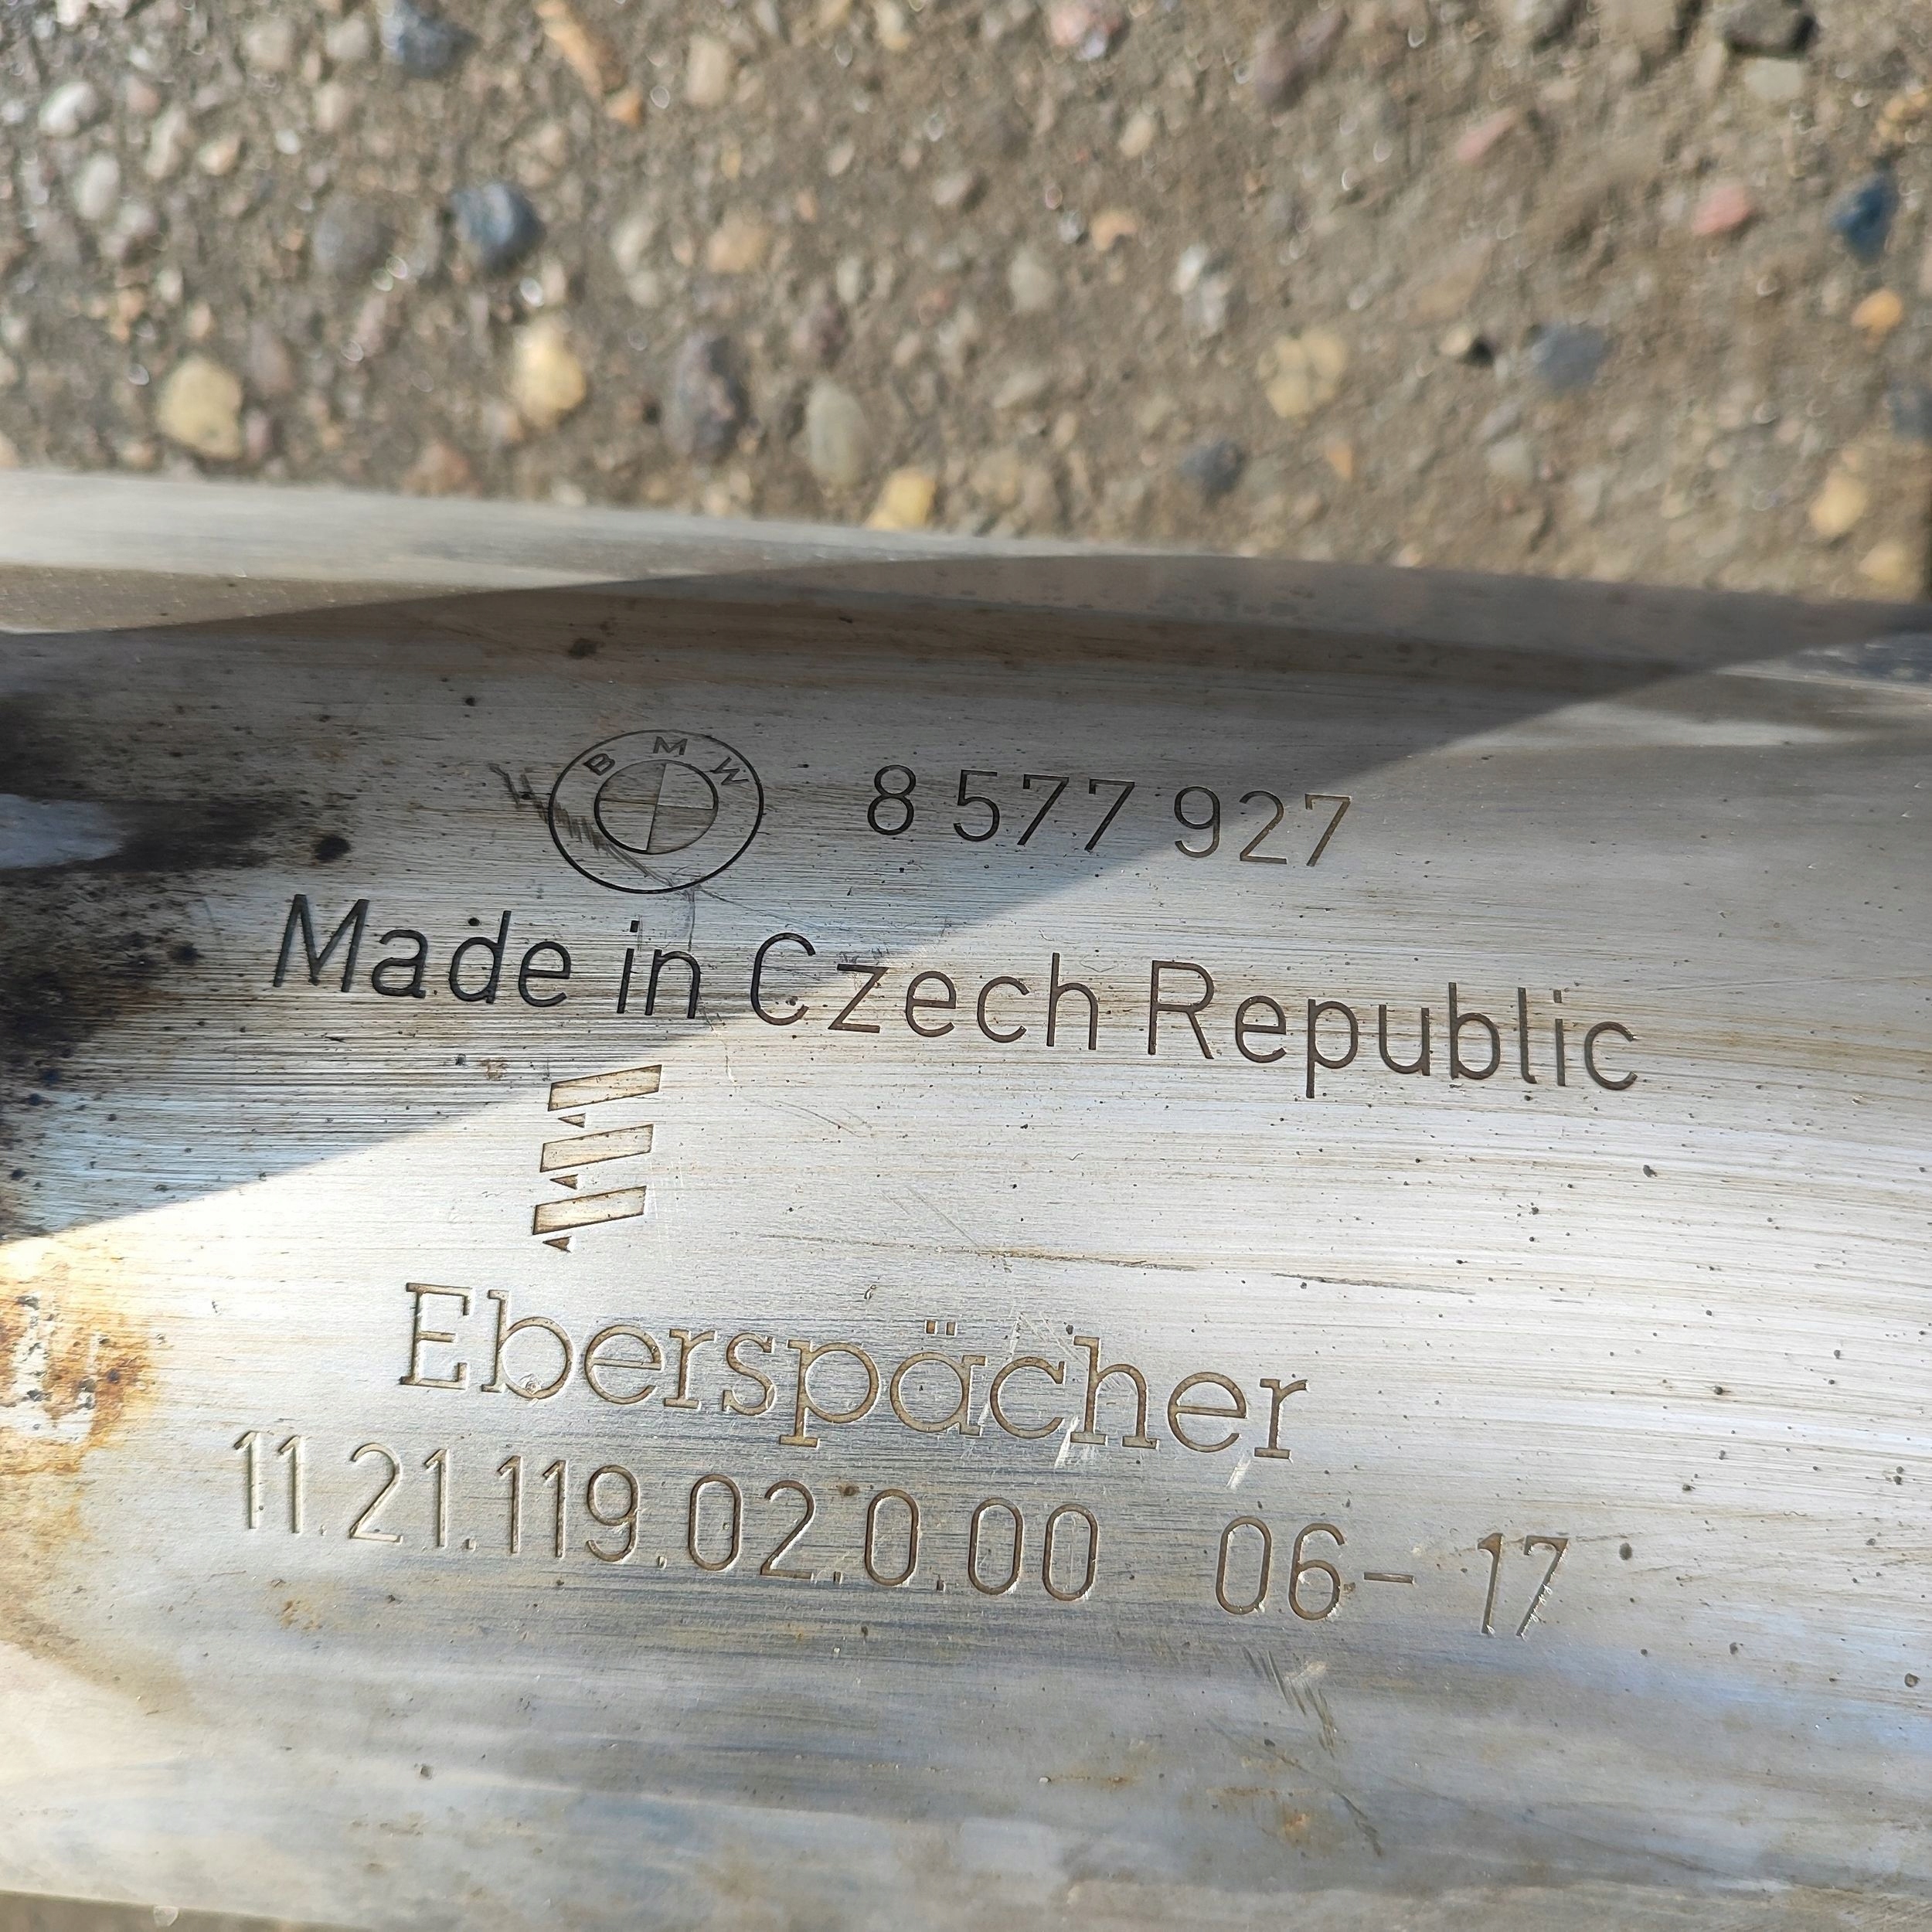 BMW 8 577 927
Made in Czech Republic
Eberspächer
11.21.119.02.0.00 06-17